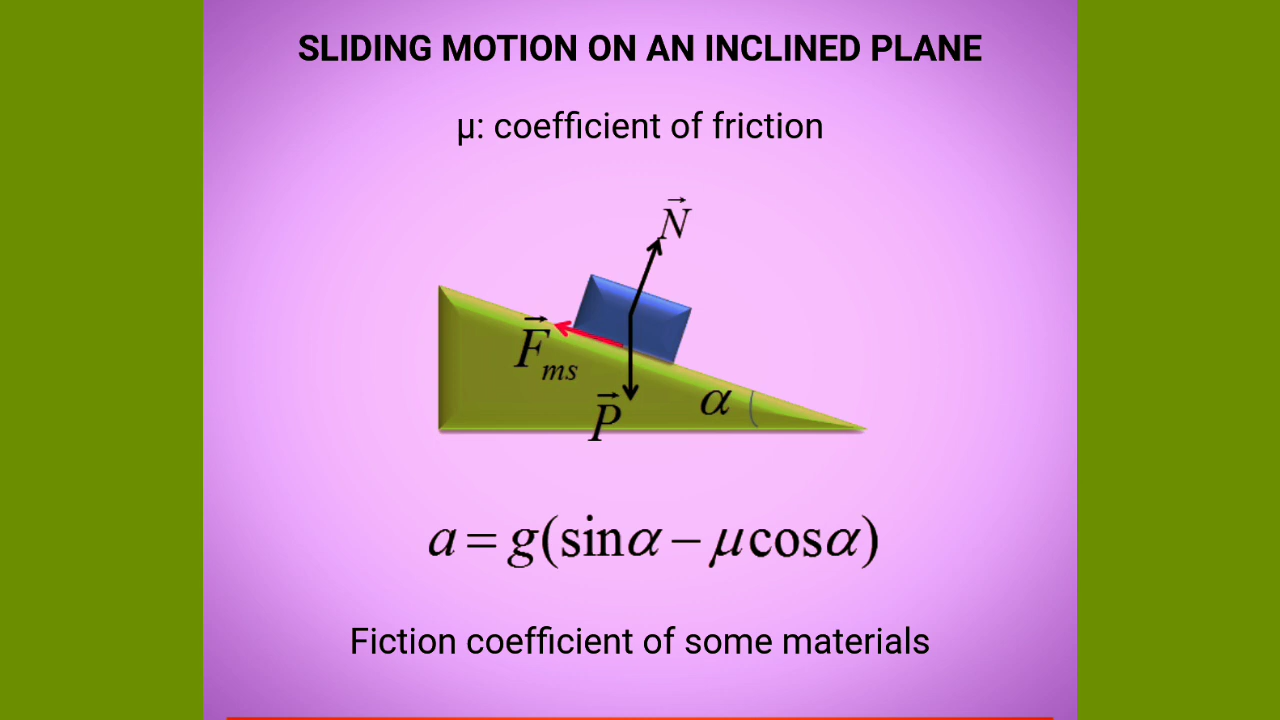 SLIDING MOTION ON AN INCLINED PLANE
μ: coefficient of friction
N⃗
F⃗ms
P⃗
α
a = g(sinα − μcosα)
Fiction coefficient of some materials